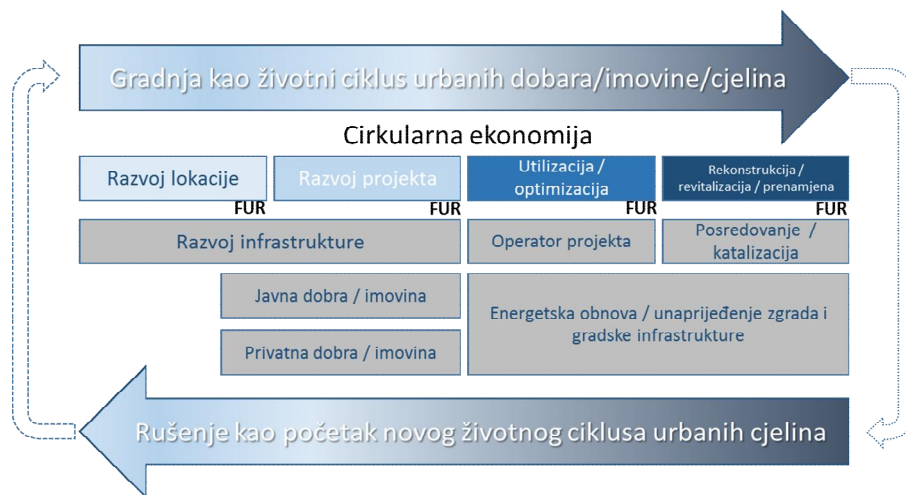 Gradnja kao životni ciklus urbanih dobara/imovine/cjelina
Cirkularna ekonomija
Razvoj lokacije
Razvoj projekta
Utilizacija /
optimizacija
Rekonstrukcija /
revitalizacija / prenamjena
FUR
FUR
FUR
FUR
Razvoj infrastrukture
Operator projekta
Posredovanje /
katalizacija
Javna dobra / imovina
Energetska obnova / unaprijeđenje zgrada i
gradske infrastrukture
Privatna dobra / imovina
Rušenje kao početak novog životnog ciklusa urbanih cjelina